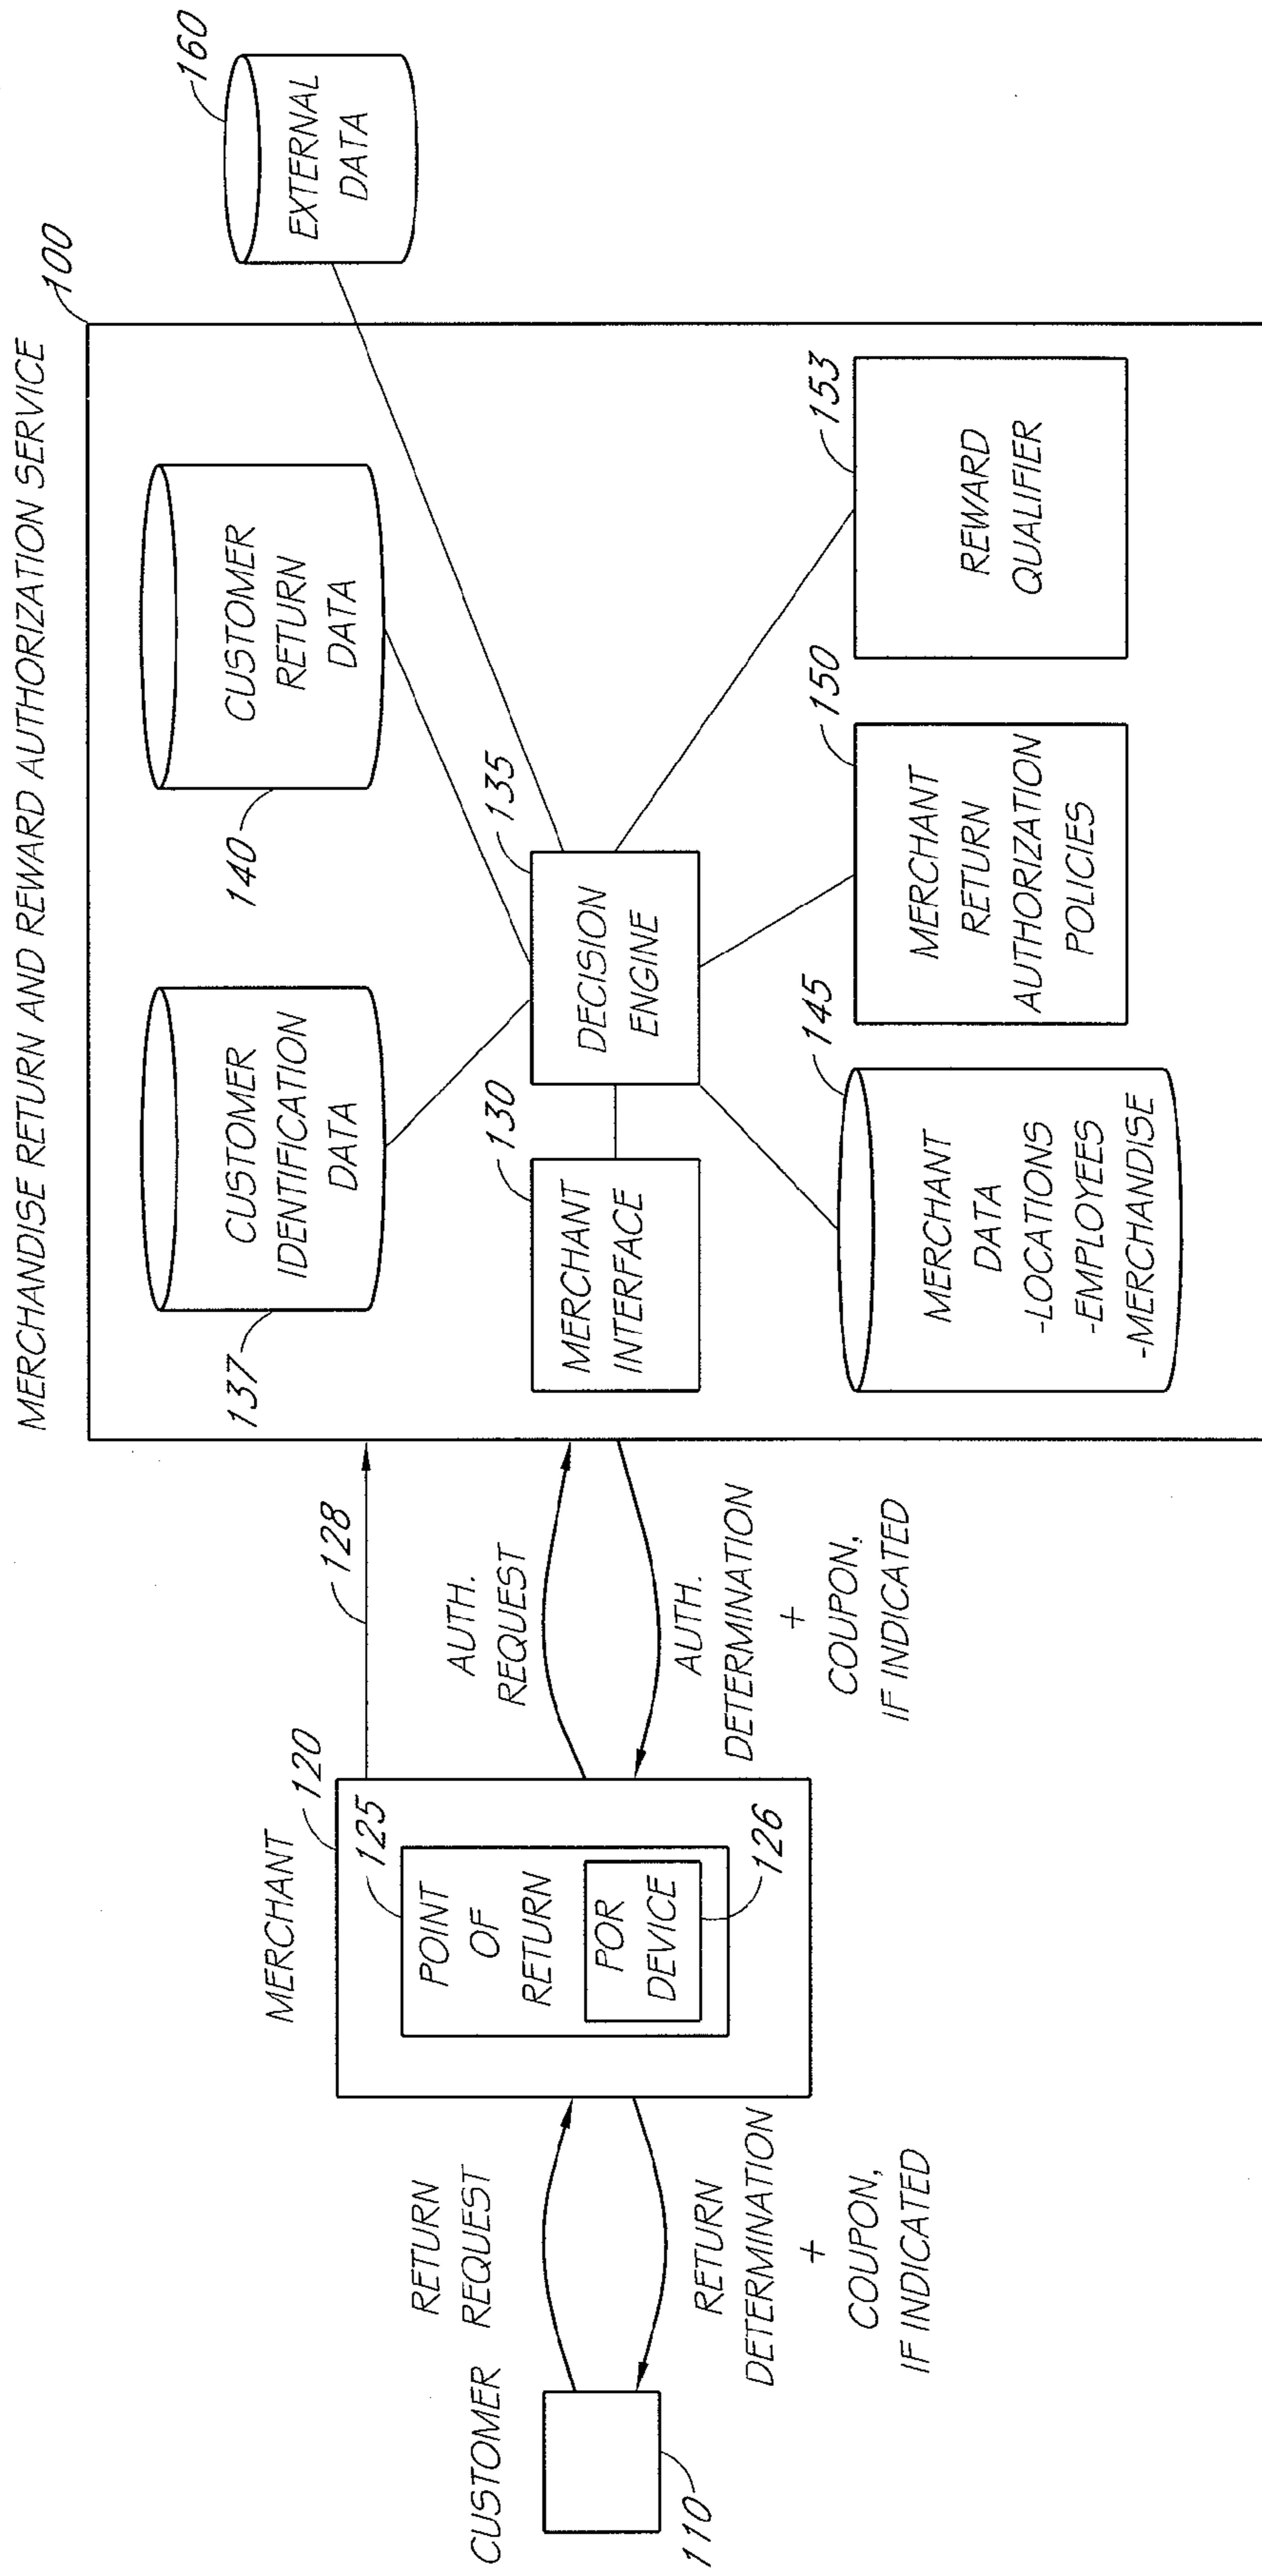 MERCHANDISE RETURN AND REWARD AUTHORIZATION SERVICE
100
160
EXTERNAL
DATA
137
CUSTOMER
IDENTIFICATION
DATA
140
CUSTOMER
RETURN
DATA
130
MERCHANT
INTERFACE
135
DECISION
ENGINE
145
MERCHANT
DATA
-LOCATIONS
-EMPLOYEES
-MERCHANDISE
150
MERCHANT
RETURN
AUTHORIZATION
POLICIES
153
REWARD
QUALIFIER
128
AUTH.
REQUEST
AUTH.
DETERMINATION
+
COUPON,
IF INDICATED
MERCHANT
120
125
POINT
OF
RETURN
POR
DEVICE
126
RETURN
REQUEST
CUSTOMER
110
RETURN
DETERMINATION
+
COUPON,
IF INDICATED